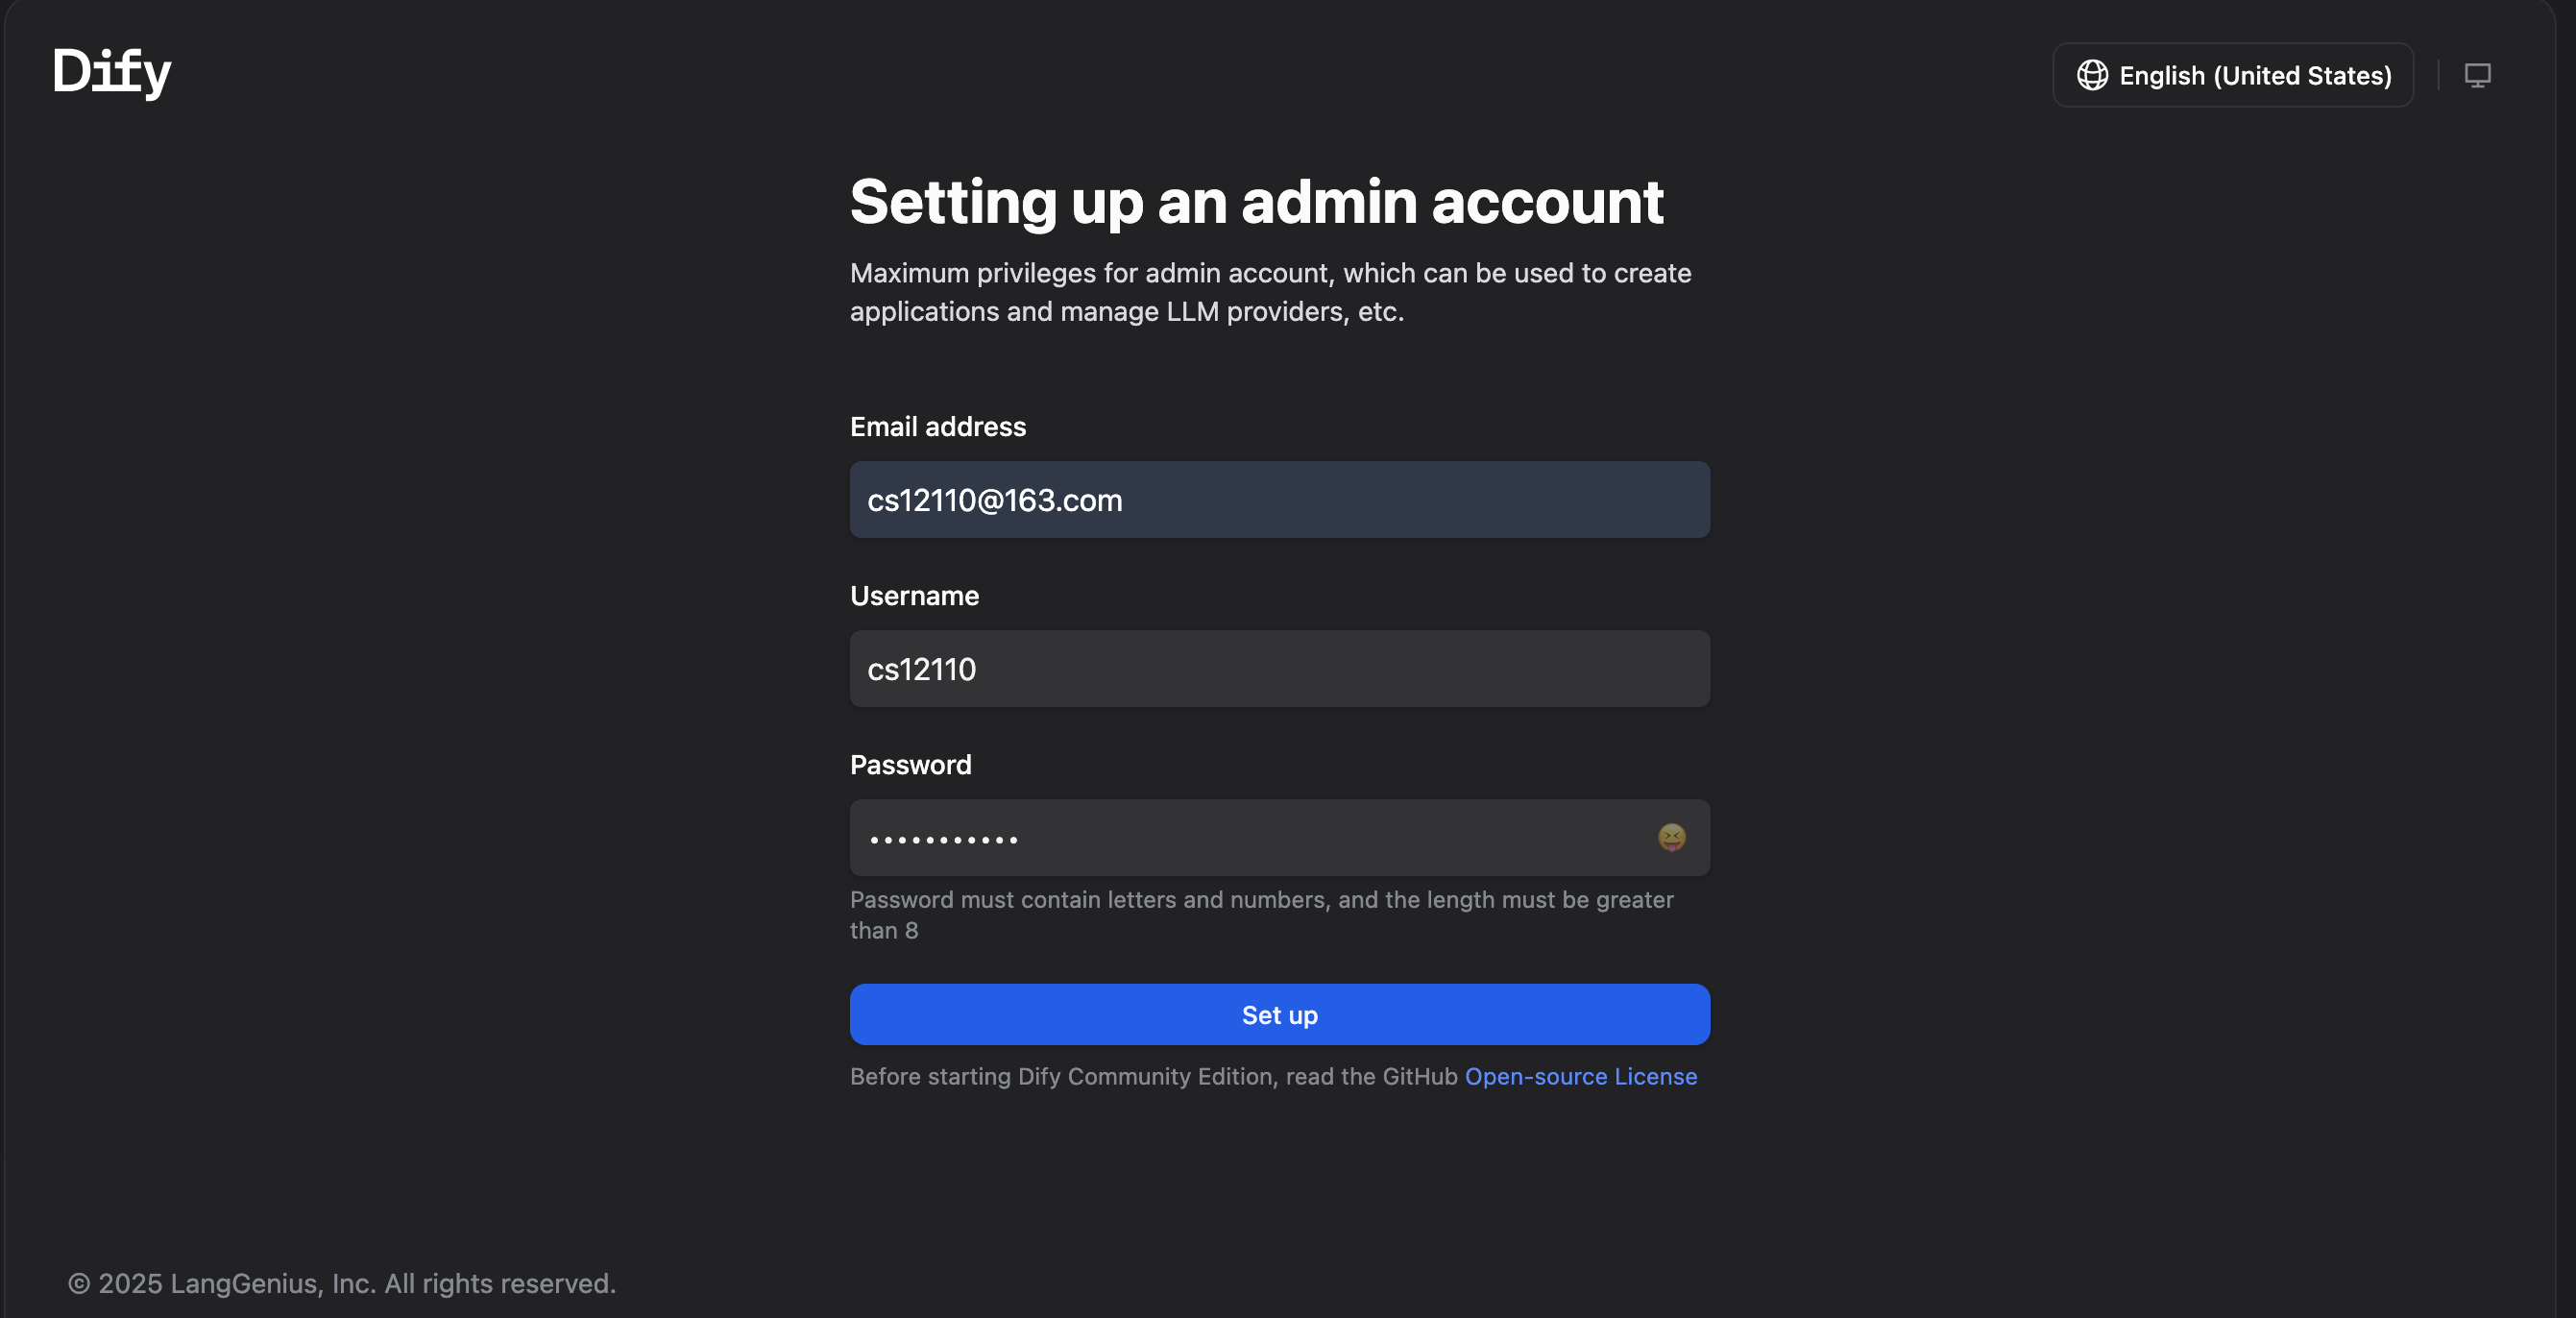 Dify
English (United States)
Setting up an admin account
Maximum privileges for admin account, which can be used to create
applications and manage LLM providers, etc.
Email address
cs12110@163.com
Username
cs12110
Password
•••••••••••
Password must contain letters and numbers, and the length must be greater
than 8
Set up
Before starting Dify Community Edition, read the GitHub Open-source License
© 2025 LangGenius, Inc. All rights reserved.